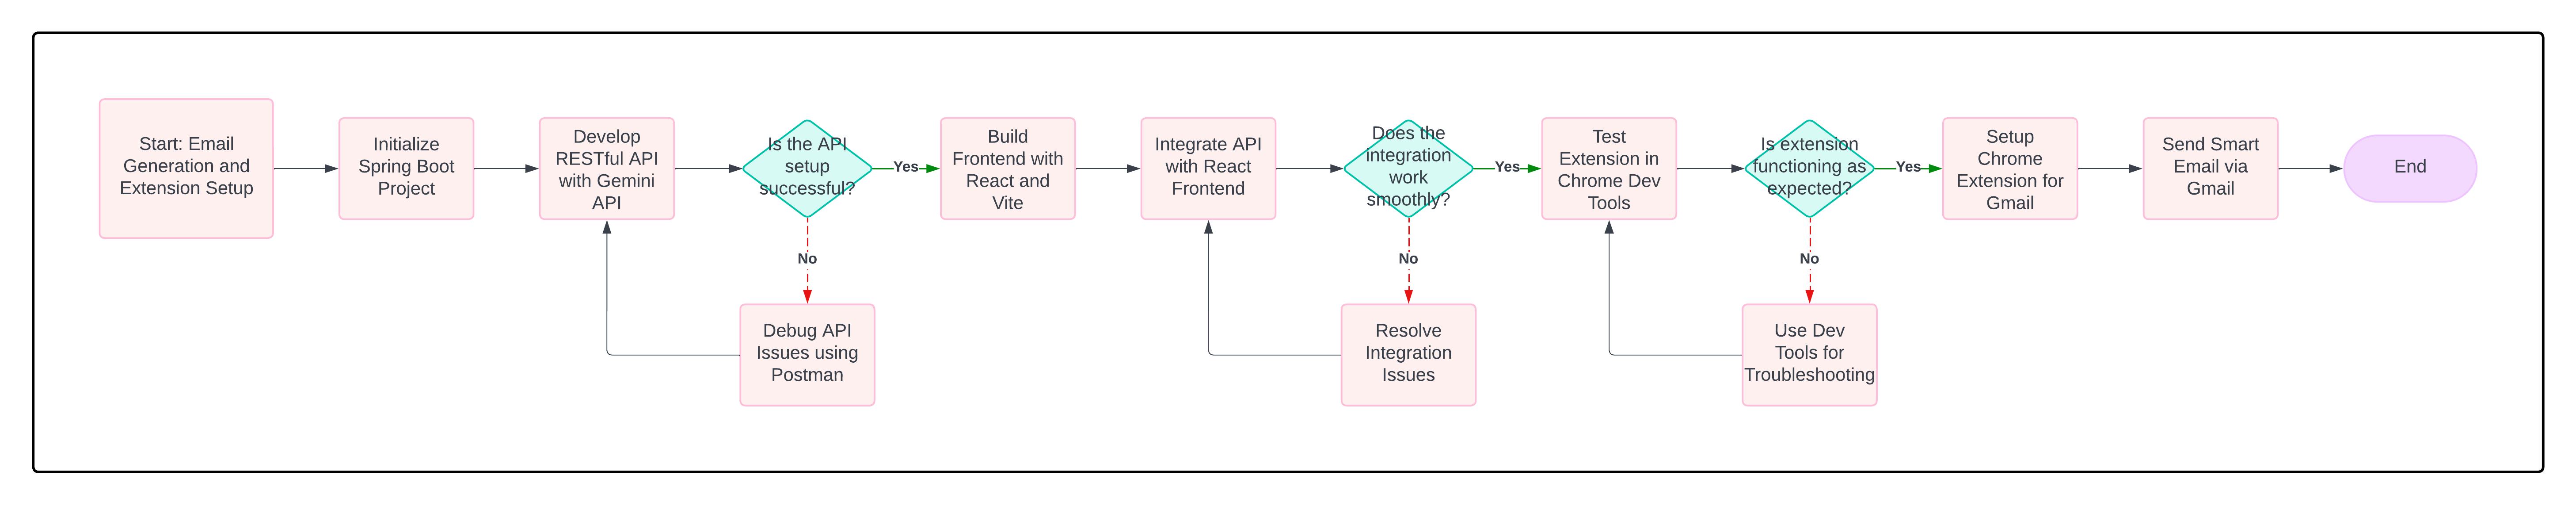 Start: Email
Generation and
Extension Setup
Initialize
Spring Boot
Project
Develop
RESTful API
with Gemini
API
Is the API
setup
successful?
Yes
No
Debug API
Issues using
Postman
Build
Frontend with
React and
Vite
Integrate API
with React
Frontend
Does the
integration
work
smoothly?
Yes
No
Resolve
Integration
Issues
Test
Extension in
Chrome Dev
Tools
Is extension
functioning as
expected?
Yes
No
Use Dev
Tools for
Troubleshooting
Setup
Chrome
Extension for
Gmail
Send Smart
Email via
Gmail
End